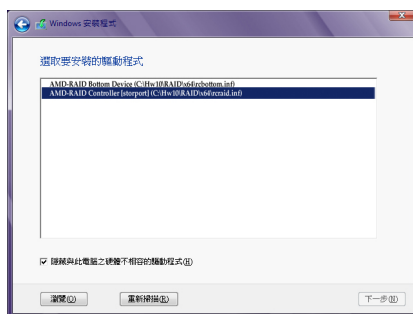 Windows 安裝程式
選取要安裝的驅動程式
AMD-RAID Bottom Device (C:\Hw10\RAID\x64\rcbottom.inf)
AMD-RAID Controller [storport] (C:\Hw10\RAID\x64\rcraid.inf)
隱藏與此電腦之硬體不相容的驅動程式(H)
瀏覽(O)
重新掃描(R)
下一步(N)